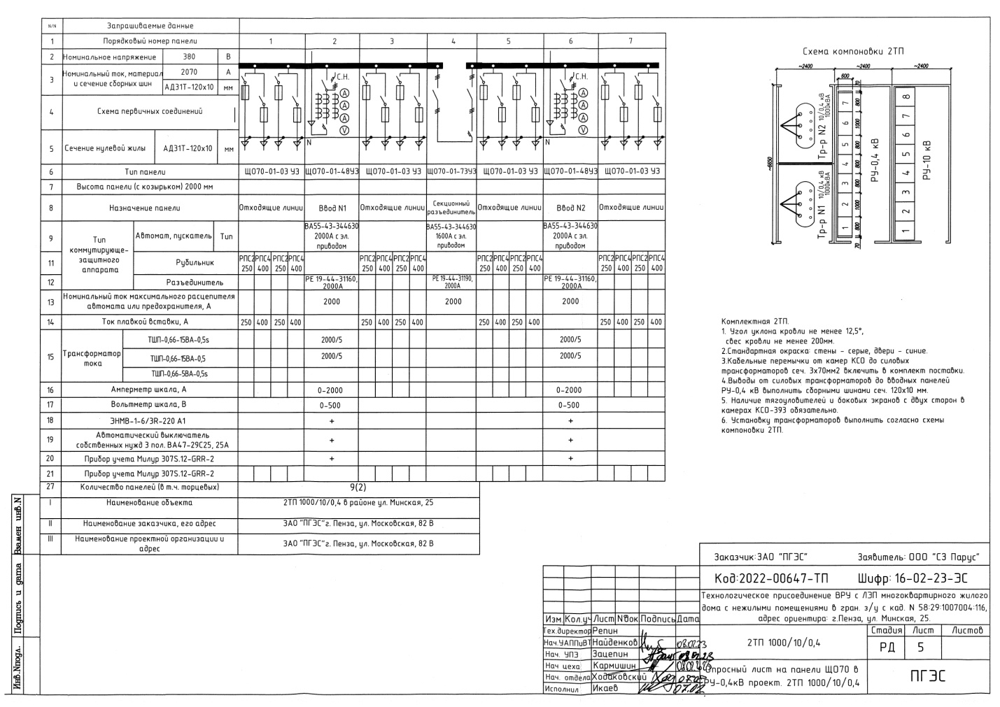 N/N Запрашиваемые данные
1 Порядковый номер панели 1 2 3 4 5 6 7
2 Номинальное напряжение 380 В
3 Номинальный ток, материал и сечение сборных шин 2070 А
АД31Т-120х10 мм
4 Схема первичных соединений
С.Н. A A A V N
С.Н. A A A V N
5 Сечение нулевой жилы АД31Т-120х10 мм
6 Тип панели ЩО70-01-03 У3 ЩО70-01-48У3 ЩО70-01-03 У3 ЩО70-01-73У3 ЩО70-01-03 У3 ЩО70-01-48У3 ЩО70-01-03 У3
7 Высота панели (с козырьком) 2000 мм
8 Назначение панели Отходящие линии Ввод N1 Отходящие линии Секционный разъединитель Отходящие линии Ввод N2 Отходящие линии
9 Тип коммутирующе-защитного аппарата Автомат, пускатель Тип ВА55-43-344630 2000А с эл. приводом ВА55-43-344630 1600А с эл. приводом ВА55-43-344630 2000А с эл. приводом
11 Рубильник РПС2 250 РПС4 400 РПС2 250 РПС4 400 РПС2 250 РПС4 400 РПС2 250 РПС4 400 РПС2 250 РПС4 400 РПС2 250 РПС4 400 РПС2 250 РПС4 400 РПС2 250 РПС4 400
12 Разъединитель РЕ 19-44-31160, 2000А РЕ 19-44-31190, 2000А РЕ 19-44-31160, 2000А
13 Номинальный ток максимального расцепителя автомата или предохранителя, А 2000 2000 2000
14 Ток плавкой вставки, А 250 400 250 400 250 400 250 400 250 400 250 400 250 400 250 400
15 Трансформатор тока ТШП-0,66-15ВА-0,5s 2000/5 2000/5
ТШП-0,66-15ВА-0,5 2000/5 2000/5
ТШП-0,66-5ВА-0,5s
16 Амперметр шкала, А 0-2000 0-2000
17 Вольтметр шкала, В 0-500 0-500
18 ЭНМВ-1-6/3R-220 А1 + +
19 Автоматический выключатель собственных нужд 3 пол. ВА47-29С25, 25А + +
20 Прибор учета Милур 307S.12-GRR-2 + +
21 Прибор учета Милур 307S.12-GRR-2
27 Количество панелей (в т.ч. торцевых) 9(2)
I Наименование объекта 2ТП 1000/10/0,4 в районе ул. Минская, 25
II Наименование заказчика, его адрес ЗАО "ПГЭС"г. Пенза, ул. Московская, 82 В
III Наименование проектной организации и адрес ЗАО "ПГЭС"г. Пенза, ул. Московская, 82 В
Схема компоновки 2ТП
~2400 ~2400 ~2400
600
~6650
70 800 1000 800 800 800 1000 800 70
Тр-р N2 10/0,4 кВ 1000кВА
Тр-р N1 10/0,4 кВ 1000кВА
1 2 3 4 5 6 7
РУ-0,4 кВ
1 2 3 4 5 6 7 8
РУ-10 кВ
Комплектная 2ТП.
1. Угол уклона кровли не менее 12,5°,
свес кровли не менее 200мм.
2.Стандартная окраска: стены - серые, двери - синие.
3.Кабельные перемычки от камер КСО до силовых
трансформаторов сеч. 3х70мм2 включить в комплект поставки.
4.Выводы от силовых трансформаторов до вводных панелей
РУ-0,4 кВ выполнить сборными шинами сеч. 120х10 мм.
5. Наличие тягоуловителей и боковых экранов с двух сторон в
камерах КСО-393 обязательно.
6. Установку трансформаторов выполнить согласно схемы
компоновки 2ТП.
Взамен инв.N
Подпись и дата
Инв.Nподл.
Заказчик:ЗАО "ПГЭС" Заявитель: ООО "СЗ Парус"
Код:2022-00647-ТП Шифр: 16-02-23-ЭС
Технологическое присоединение ВРУ с ЛЭП многоквартирного жилого
дома с нежилыми помещениями в гран. з/у с кад. N 58:29:1007004:116,
адрес ориентира: г.Пенза, ул. Минская, 25.
Изм. Кол.уч Лист Nвок Подпись Дата
Тех.директор Репин
Нач.УАППиВТ Найденков 08.02.23
Нач. УПЭ Зацепин 08.02.23
Нач цеха Кармишин 08.02.23
Нач. отдела Ходаковский
Исполнил Икаев 07.02
2ТП 1000/10/0,4
Стадия Лист Листов
РД 5
Опросный лист на панели ЩО70 в
РУ-0,4кВ проект. 2ТП 1000/10/0,4
ПГЭС